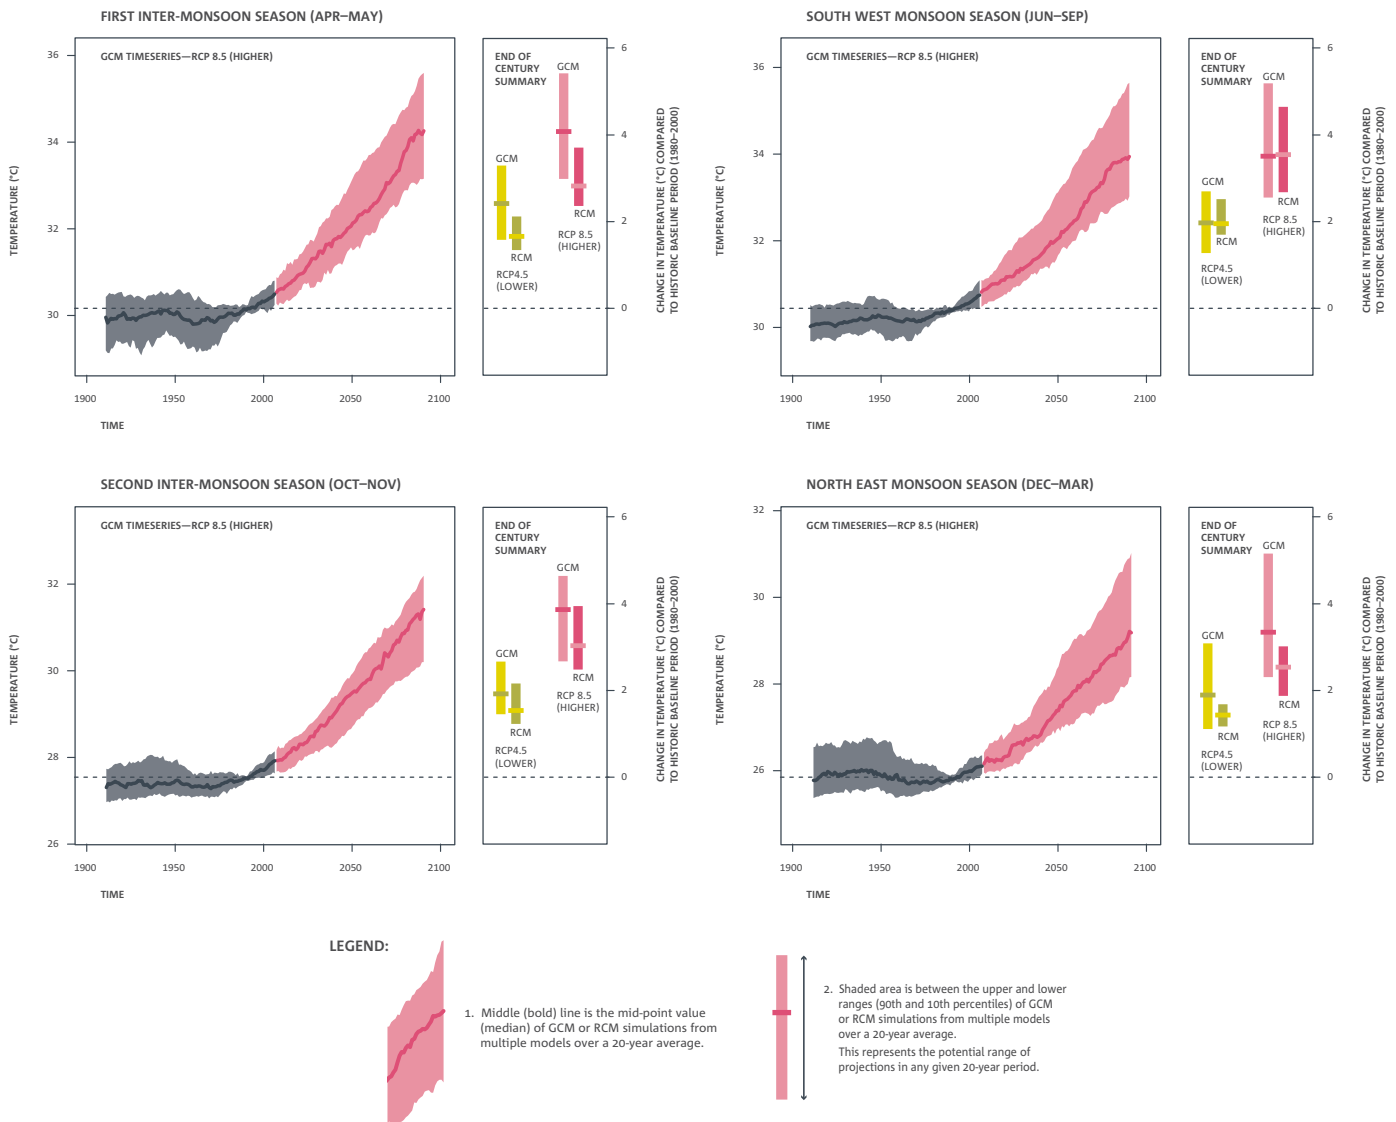 FIRST INTER-MONSOON SEASON (APR–MAY)
GCM TIMESERIES—RCP 8.5 (HIGHER)
TEMPERATURE (°C)
36
34
32
30
1900
1950
2000
2050
2100
TIME
END OF
CENTURY
SUMMARY
GCM
RCM
RCP4.5
(LOWER)
GCM
RCM
RCP 8.5
(HIGHER)
6
4
2
0
CHANGE IN TEMPERATURE (°C) COMPARED
TO HISTORIC BASELINE PERIOD (1980–2000)
SOUTH WEST MONSOON SEASON (JUN–SEP)
GCM TIMESERIES—RCP 8.5 (HIGHER)
TEMPERATURE (°C)
36
34
32
30
1900
1950
2000
2050
2100
TIME
END OF
CENTURY
SUMMARY
GCM
RCM
RCP4.5
(LOWER)
GCM
RCM
RCP 8.5
(HIGHER)
6
4
2
0
CHANGE IN TEMPERATURE (°C) COMPARED
TO HISTORIC BASELINE PERIOD (1980–2000)
SECOND INTER-MONSOON SEASON (OCT–NOV)
GCM TIMESERIES—RCP 8.5 (HIGHER)
TEMPERATURE (°C)
32
30
28
26
1900
1950
2000
2050
2100
TIME
END OF
CENTURY
SUMMARY
GCM
RCM
RCP4.5
(LOWER)
GCM
RCM
RCP 8.5
(HIGHER)
6
4
2
0
CHANGE IN TEMPERATURE (°C) COMPARED
TO HISTORIC BASELINE PERIOD (1980–2000)
NORTH EAST MONSOON SEASON (DEC–MAR)
GCM TIMESERIES—RCP 8.5 (HIGHER)
TEMPERATURE (°C)
32
30
28
26
1900
1950
2000
2050
2100
TIME
END OF
CENTURY
SUMMARY
GCM
RCM
RCP4.5
(LOWER)
GCM
RCM
RCP 8.5
(HIGHER)
6
4
2
0
CHANGE IN TEMPERATURE (°C) COMPARED
TO HISTORIC BASELINE PERIOD (1980–2000)
LEGEND:
1. Middle (bold) line is the mid-point value
(median) of GCM or RCM simulations from
multiple models over a 20-year average.
2. Shaded area is between the upper and lower
ranges (90th and 10th percentiles) of GCM
or RCM simulations from multiple models
over a 20-year average.
This represents the potential range of
projections in any given 20-year period.